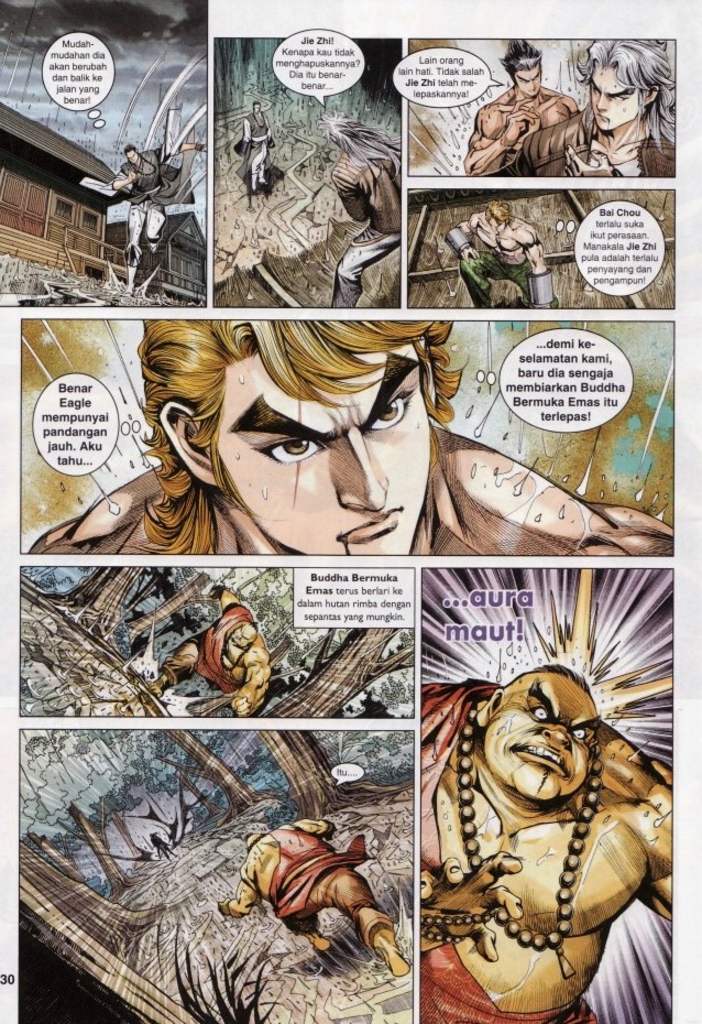 Mudah-
mudahan dia
akan berubah
dan balik ke
jalan yang
benar!
Jie Zhi!
Kenapa kau tidak
menghapuskannya?
Dia itu benar-
benar...
Lain orang
lain hati. Tidak salah
Jie Zhi telah me-
lepaskannya!
Bai Chou
terlalu suka
ikut perasaan.
Manakala Jie Zhi
pula adalah terlalu
penyayang dan
pengampun!
Benar
Eagle
mempunyai
pandangan
jauh. Aku
tahu...
...demi ke-
selamatan kami,
baru dia sengaja
membiarkan Buddha
Bermuka Emas itu
terlepas!
Buddha Bermuka
Emas terus berlari ke
dalam hutan rimba dengan
sepantas yang mungkin.
Itu....
...aura
maut!
30